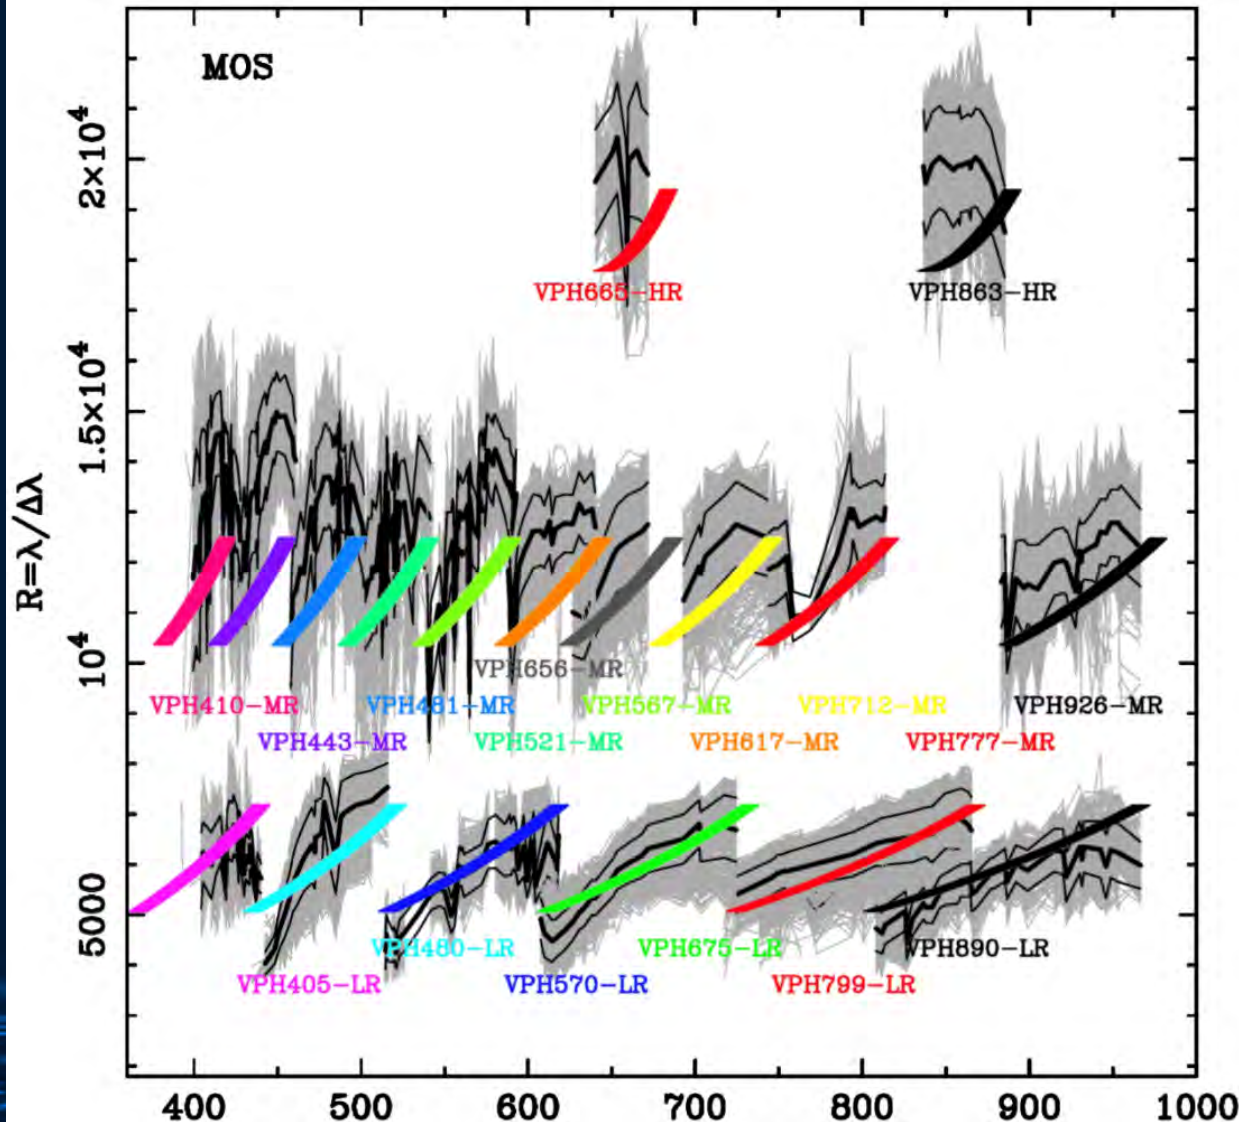 MOS
2×10⁴
VPH665-HR
VPH863-HR
1.5×10⁴
R=λ/Δλ
10⁴
VPH656-MR
VPH410-MR
VPH481-MR
VPH567-MR
VPH712-MR
VPH926-MR
VPH443-MR
VPH521-MR
VPH617-MR
VPH777-MR
5000
VPH480-LR
VPH675-LR
VPH890-LR
VPH405-LR
VPH570-LR
VPH799-LR
400 500 600 700 800 900 1000